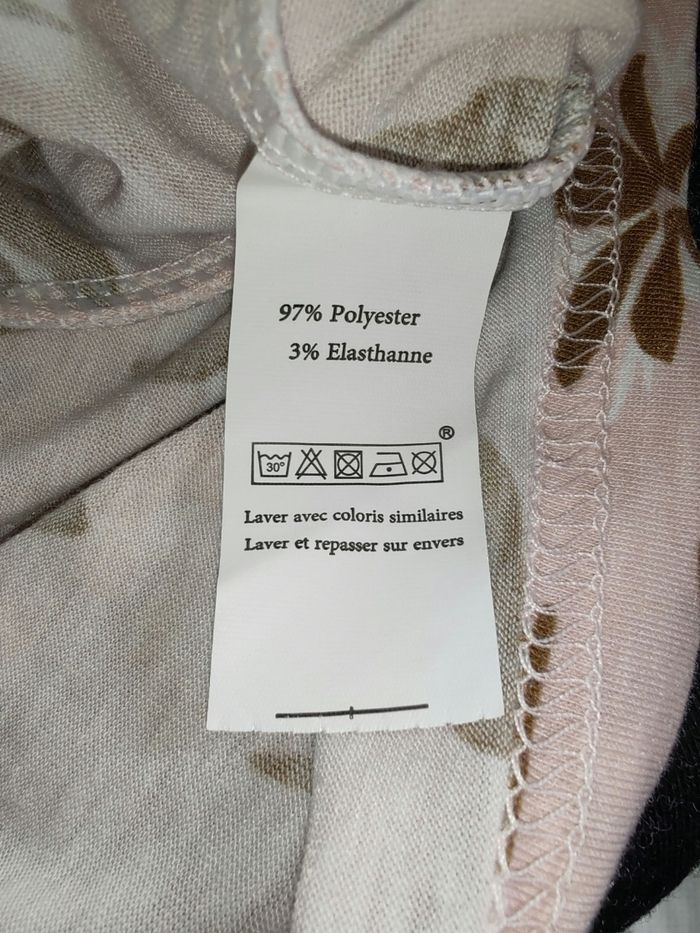 97% Polyester
3% Elasthanne
®
30°
Laver avec coloris similaires
Laver et repasser sur envers